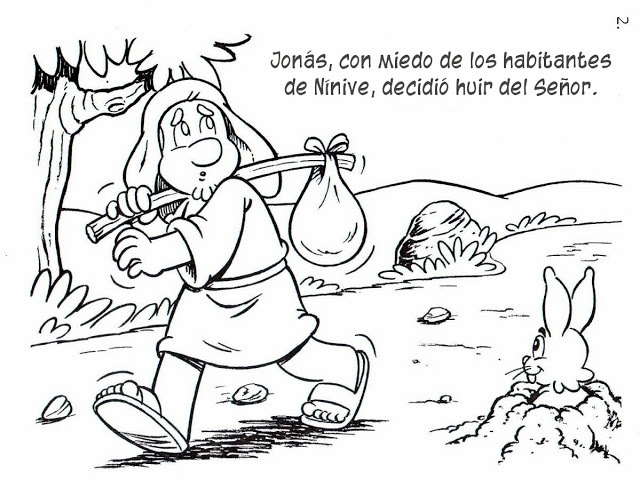 2.
Jonás, con miedo de los habitantes
de Nínive, decidió huir del Señor.